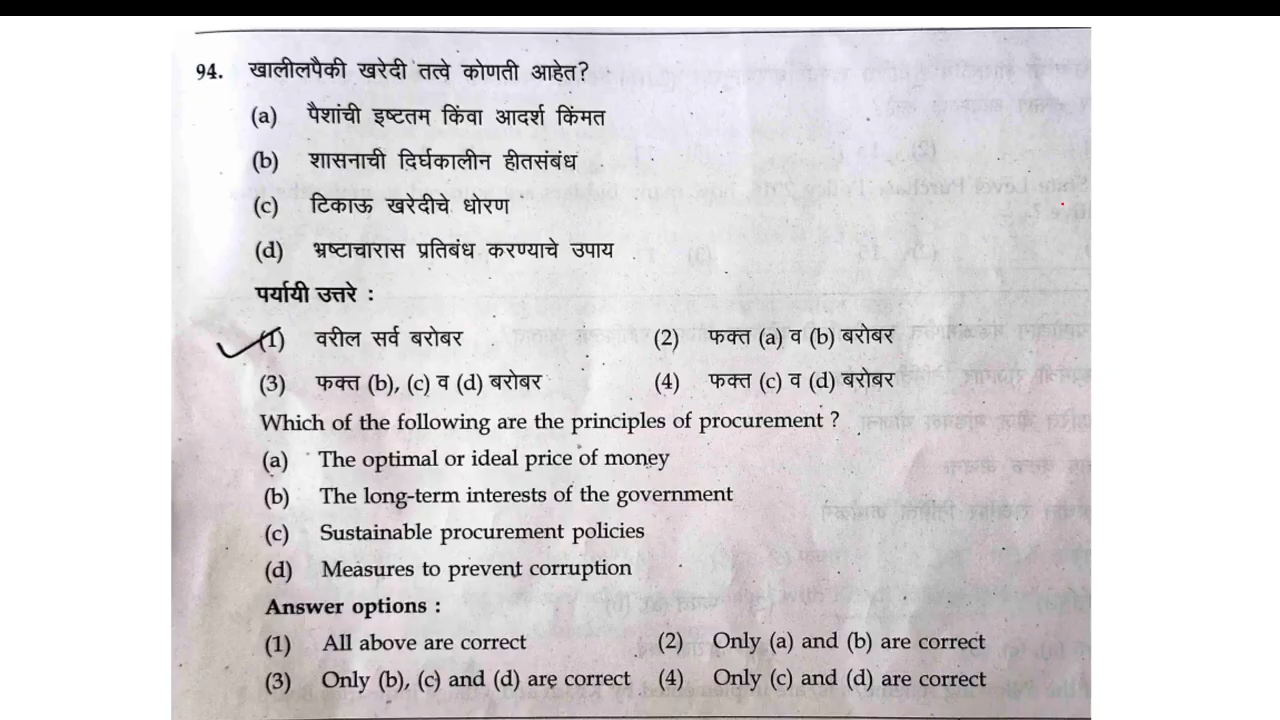 94. खालीलपैकी खरेदी तत्वे कोणती आहेत?
(a) पैशांची इष्टतम किंवा आदर्श किंमत
(b) शासनाची दिर्घकालीन हीतसंबंध
(c) टिकाऊ खरेदीचे धोरण
(d) भ्रष्टाचारास प्रतिबंध करण्याचे उपाय
पर्यायी उत्तरे :
(1) वरील सर्व बरोबर (2) फक्त (a) व (b) बरोबर
(3) फक्त (b), (c) व (d) बरोबर (4) फक्त (c) व (d) बरोबर
Which of the following are the principles of procurement ?
(a) The optimal or ideal price of money
(b) The long-term interests of the government
(c) Sustainable procurement policies
(d) Measures to prevent corruption
Answer options :
(1) All above are correct (2) Only (a) and (b) are correct
(3) Only (b), (c) and (d) are correct (4) Only (c) and (d) are correct